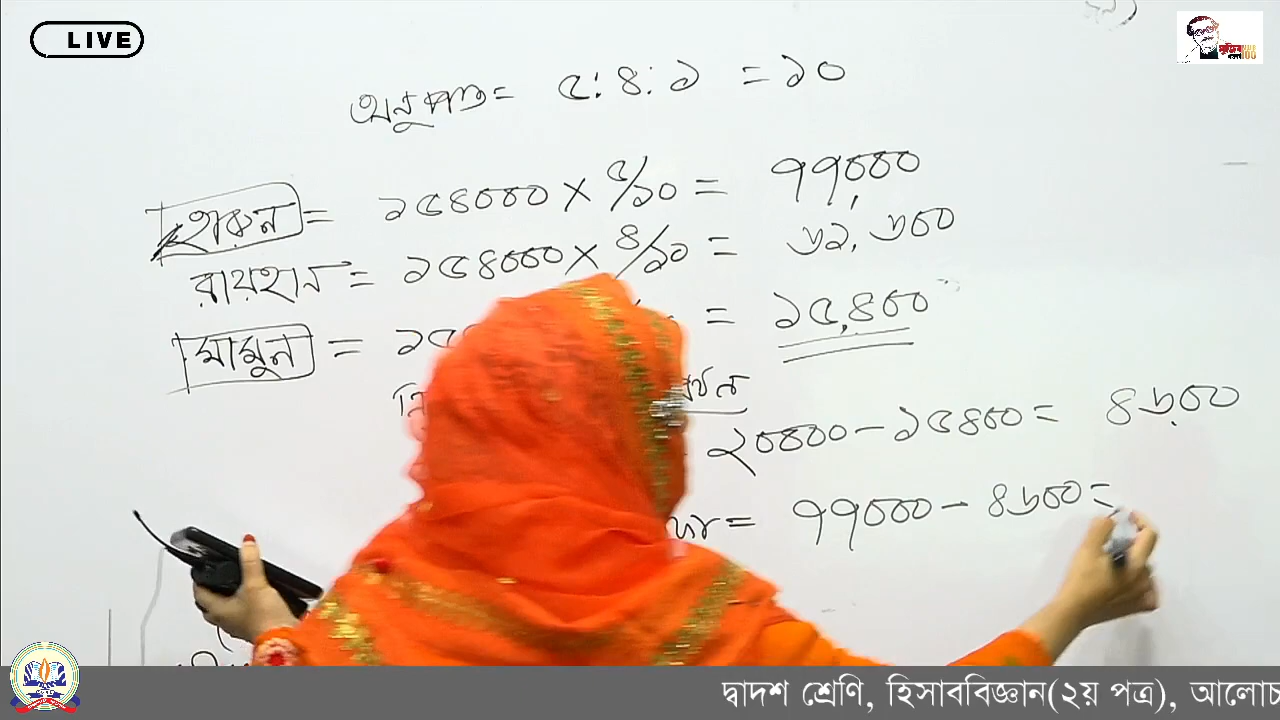 LIVE
অনুপাত = ৫ : ৪ : ১ = ১০
হারুন = ১৫৪০০০ × ৫/১০ = ৭৭,০০০
রায়হান = ১৫৪০০০ × ৪/১০ = ৬১,৬০০
মামুন = ১৫ = ১৫,৪০০
২০০০০ – ১৫৪০০ = ৪৬০০
= ৭৭০০০ – ৪৬০০ =
দ্বাদশ শ্রেণি, হিসাববিজ্ঞান(২য় পত্র), আলোচ